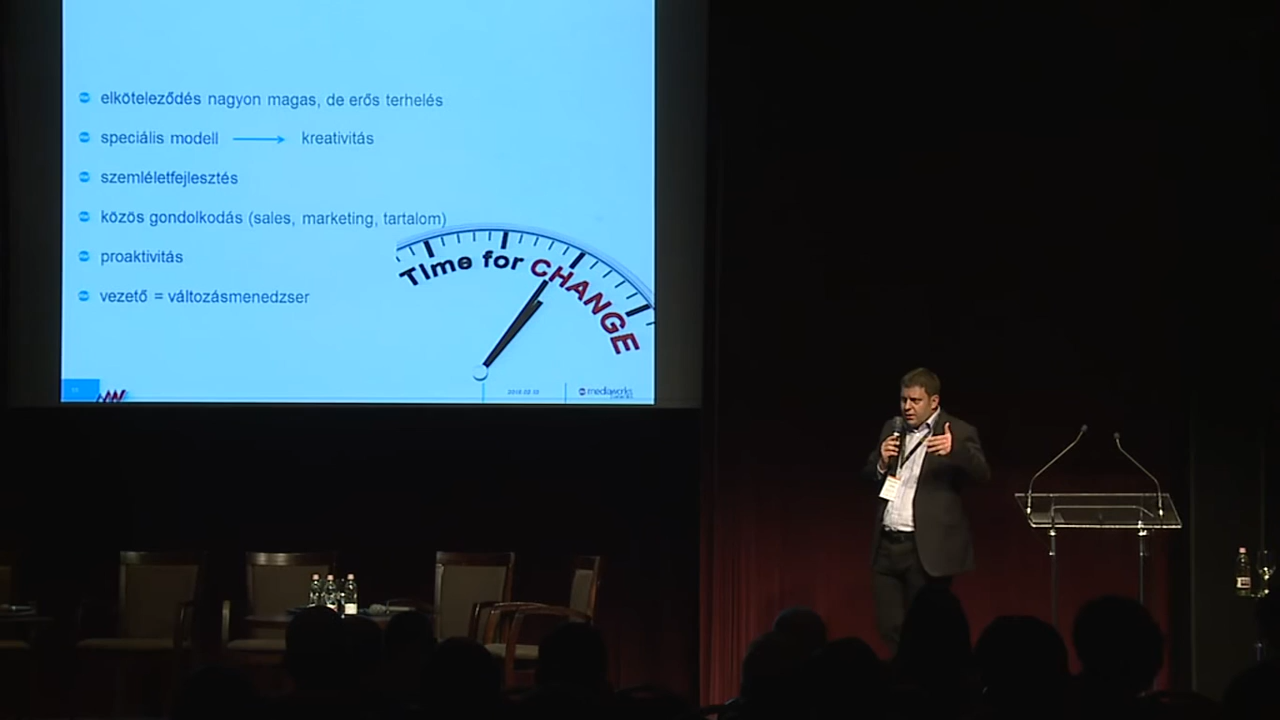 elköteleződés nagyon magas, de erős terhelés
speciális modell → kreativitás
szemléletfejlesztés
közös gondolkodás (sales, marketing, tartalom)
proaktivitás
vezető = változásmenedzser
Time for CHANGE
mediaworks